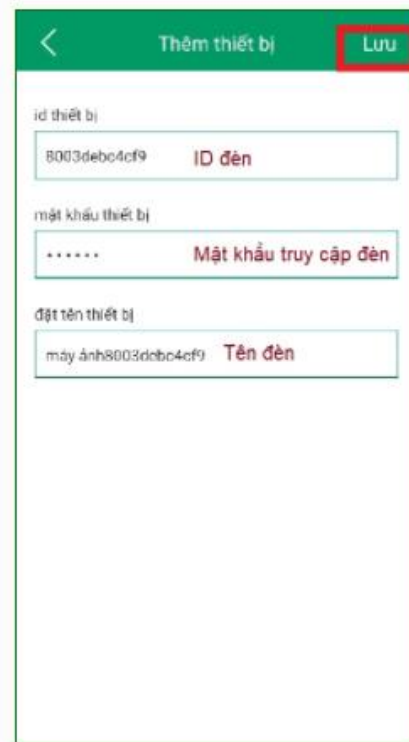 Thêm thiết bị Lưu
id thiết bị
8003debc4cf9 ID đèn
mật khẩu thiết bị
...... Mật khẩu truy cập đèn
đặt tên thiết bị
máy ảnh8003debc4cf9 Tên đèn